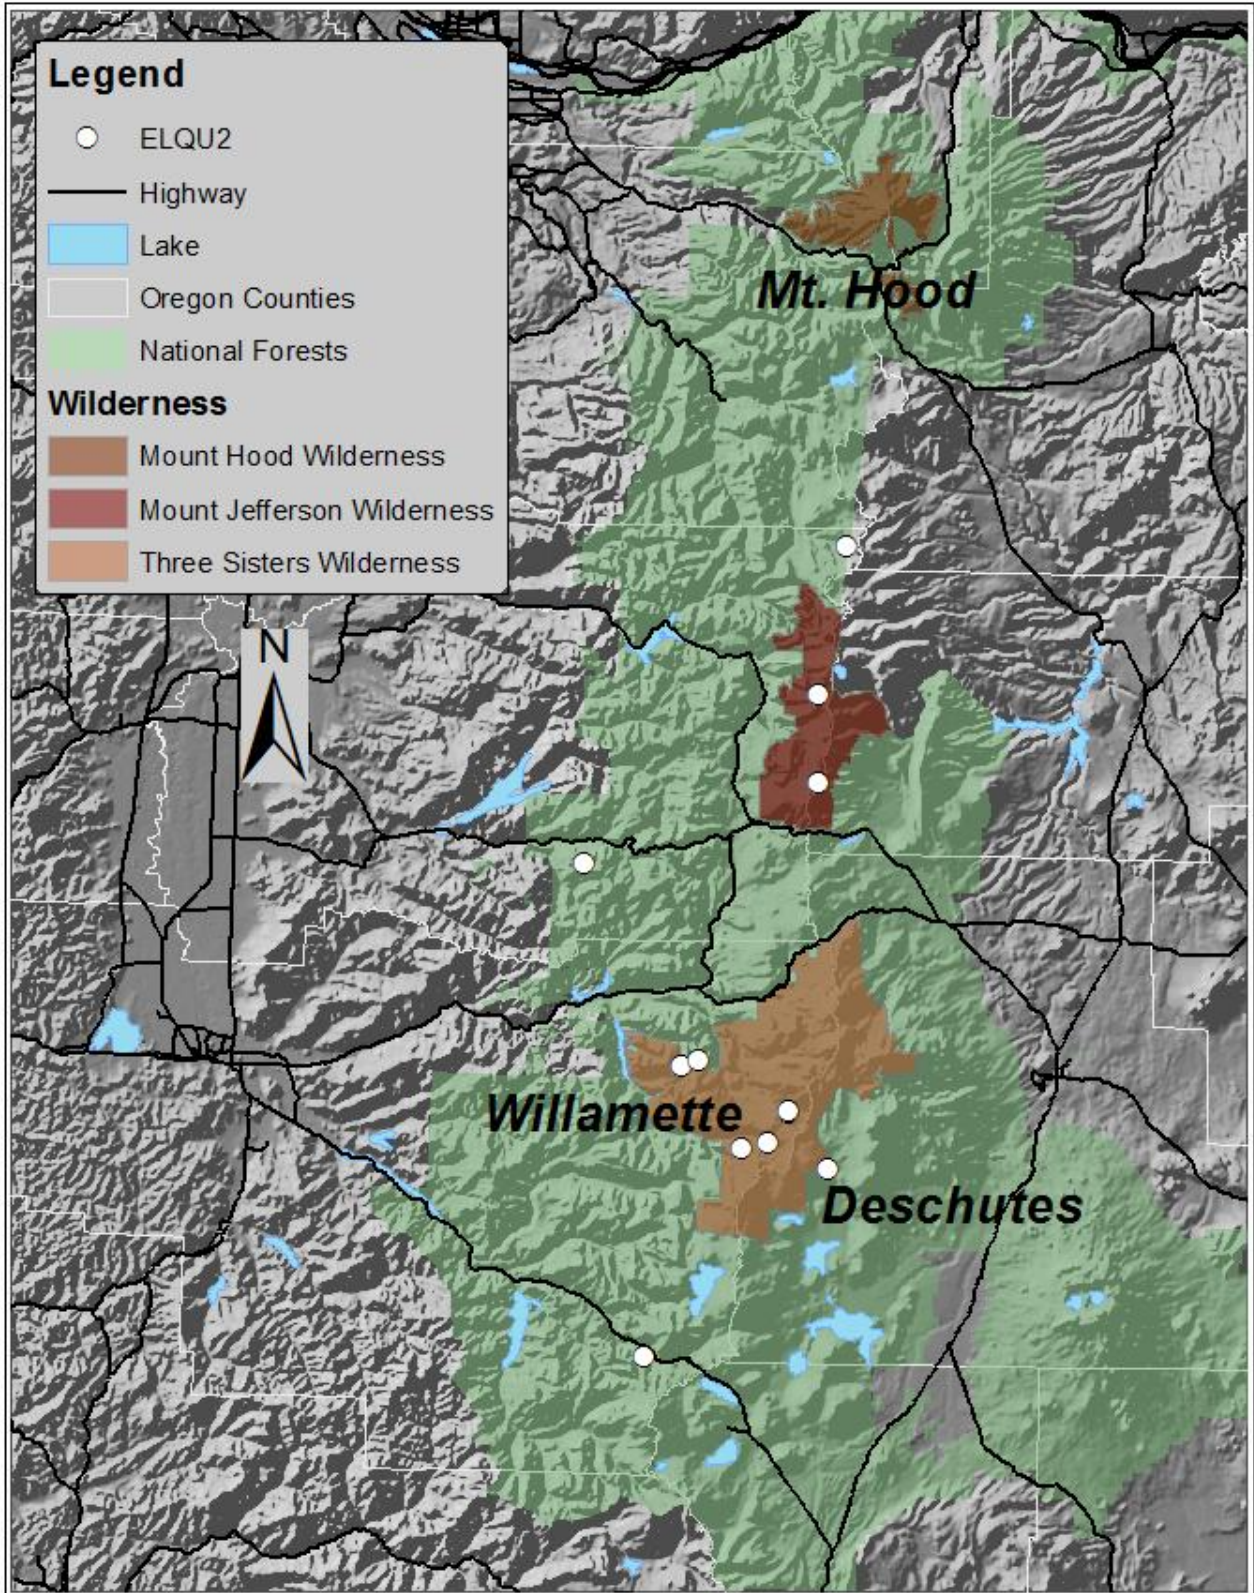 Legend
ELQU2
Highway
Lake
Oregon Counties
National Forests
Wilderness
Mount Hood Wilderness
Mount Jefferson Wilderness
Three Sisters Wilderness
N
Mt. Hood
Willamette
Deschutes